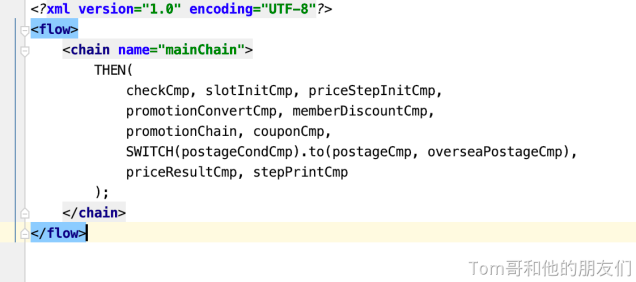 <?xml version="1.0" encoding="UTF-8"?>
<flow>
    <chain name="mainChain">
        THEN(
            checkCmp, slotInitCmp, priceStepInitCmp,
            promotionConvertCmp, memberDiscountCmp,
            promotionChain, couponCmp,
            SWITCH(postageCondCmp).to(postageCmp, overseaPostageCmp),
            priceResultCmp, stepPrintCmp
        );
    </chain>
</flow>
Tom哥和他的朋友们